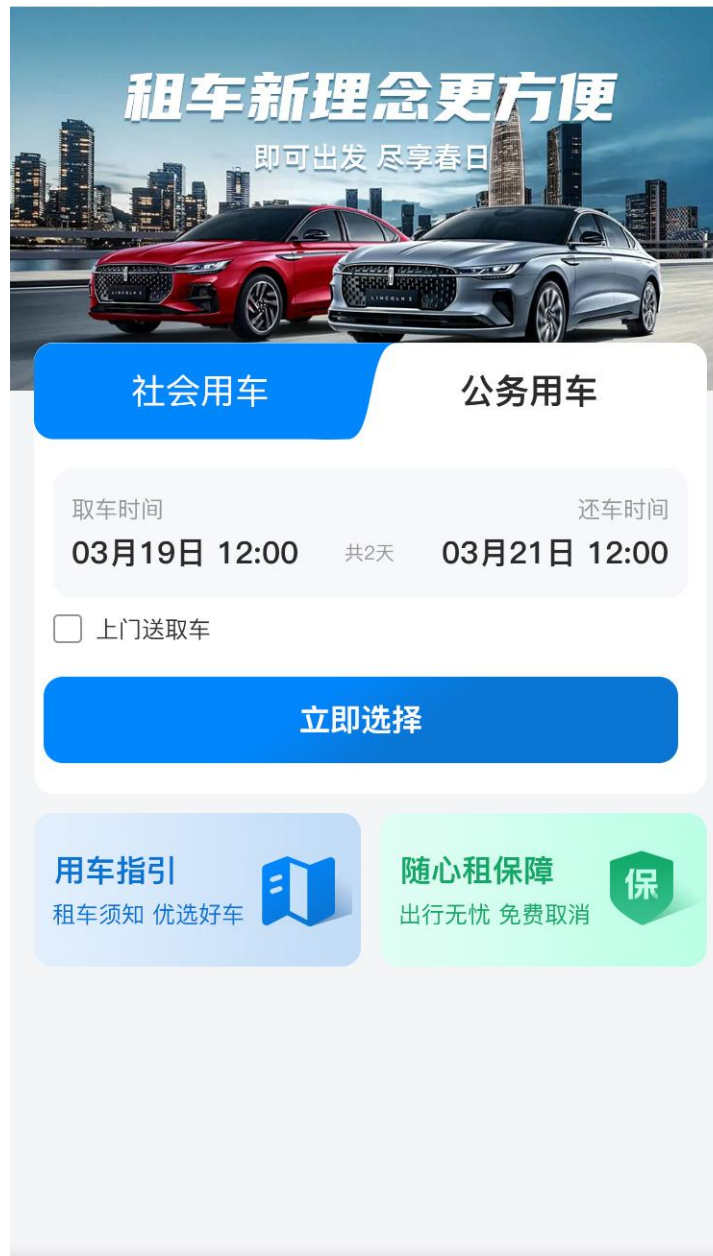 租车新理念更方便
即可出发 尽享春日
LINCOLN Z
LINCOLN Z
社会用车
公务用车
取车时间
还车时间
03月19日 12:00
共2天
03月21日 12:00
上门送取车
立即选择
用车指引
租车须知 优选好车
随心租保障
出行无忧 免费取消
保